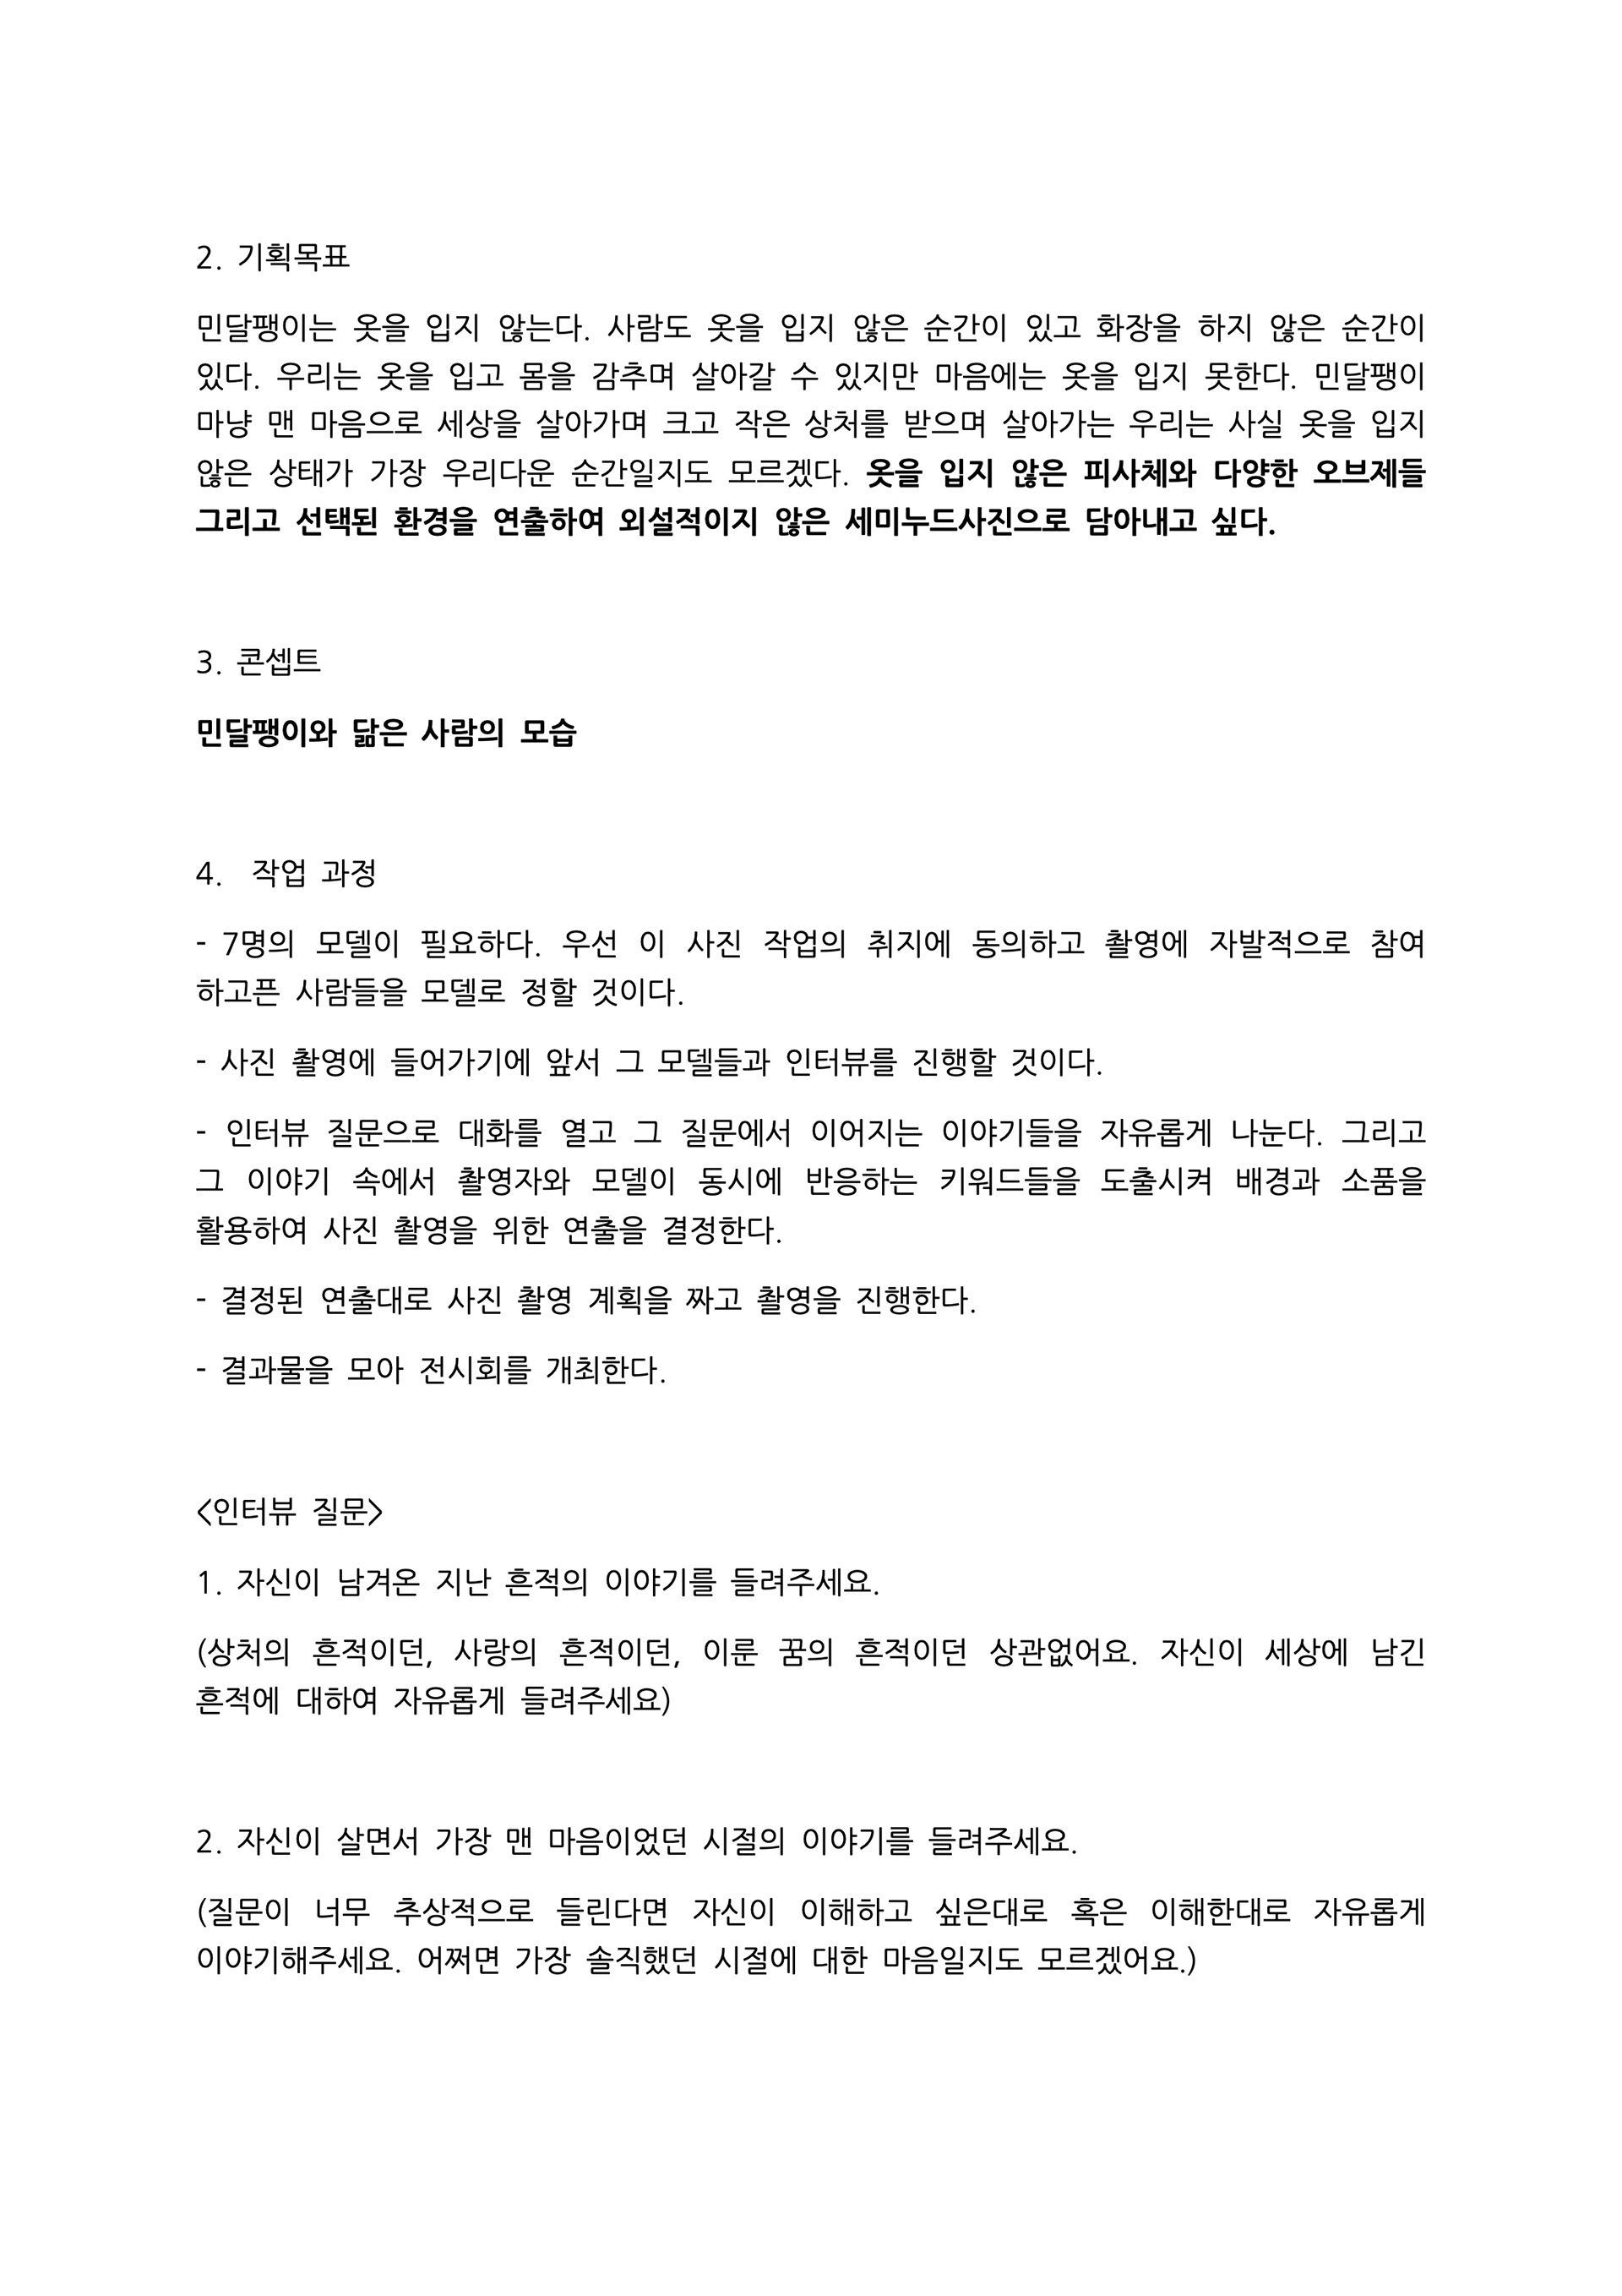 2. 기획목표
민달팽이는 옷을 입지 않는다. 사람도 옷을 입지 않은 순간이 있고 화장을 하지 않은 순간이
있다. 우리는 옷을 입고 몸을 감추며 살아갈 수 있지만 마음에는 옷을 입지 못한다. 민달팽이
마냥 맨 마음으로 세상을 살아가며 크고 작은 상처를 받으며 살아가는 우리는 사실 옷을 입지
않은 상태가 가장 우리다운 순간일지도 모르겠다. 옷을 입지 않은 피사체와 다양한 오브제들
그리고 선택된 환경을 연출하여 외설적이지 않은 세미누드사진으로 담아내고 싶다.
3. 콘셉트
민달팽이와 닮은 사람의 모습
4. 작업 과정
- 7명의 모델이 필요하다. 우선 이 사진 작업의 취지에 동의하고 촬영에 자발적으로 참여
하고픈 사람들을 모델로 정할 것이다.
- 사진 촬영에 들어가기에 앞서 그 모델들과 인터뷰를 진행할 것이다.
- 인터뷰 질문으로 대화를 열고 그 질문에서 이어지는 이야기들을 자유롭게 나눈다. 그리고
그 이야기 속에서 촬영자와 모델이 동시에 반응하는 키워드들을 도출시켜 배경과 소품을
활용하여 사진 촬영을 위한 연출을 결정한다.
- 결정된 연출대로 사진 촬영 계획을 짜고 촬영을 진행한다.
- 결과물을 모아 전시회를 개최한다.
<인터뷰 질문>
1. 자신이 남겨온 지난 흔적의 이야기를 들려주세요.
(상처의 흔적이던, 사랑의 흔적이던, 이룬 꿈의 흔적이던 상관없어요. 자신이 세상에 남긴
흔적에 대하여 자유롭게 들려주세요)
2. 자신이 살면서 가장 맨 마음이었던 시절의 이야기를 들려주세요.
(질문이 너무 추상적으로 들린다면 자신이 이해하고 싶은대로 혹은 이해한대로 자유롭게
이야기해주세요. 어쩌면 가장 솔직했던 시절에 대한 마음일지도 모르겠어요.)